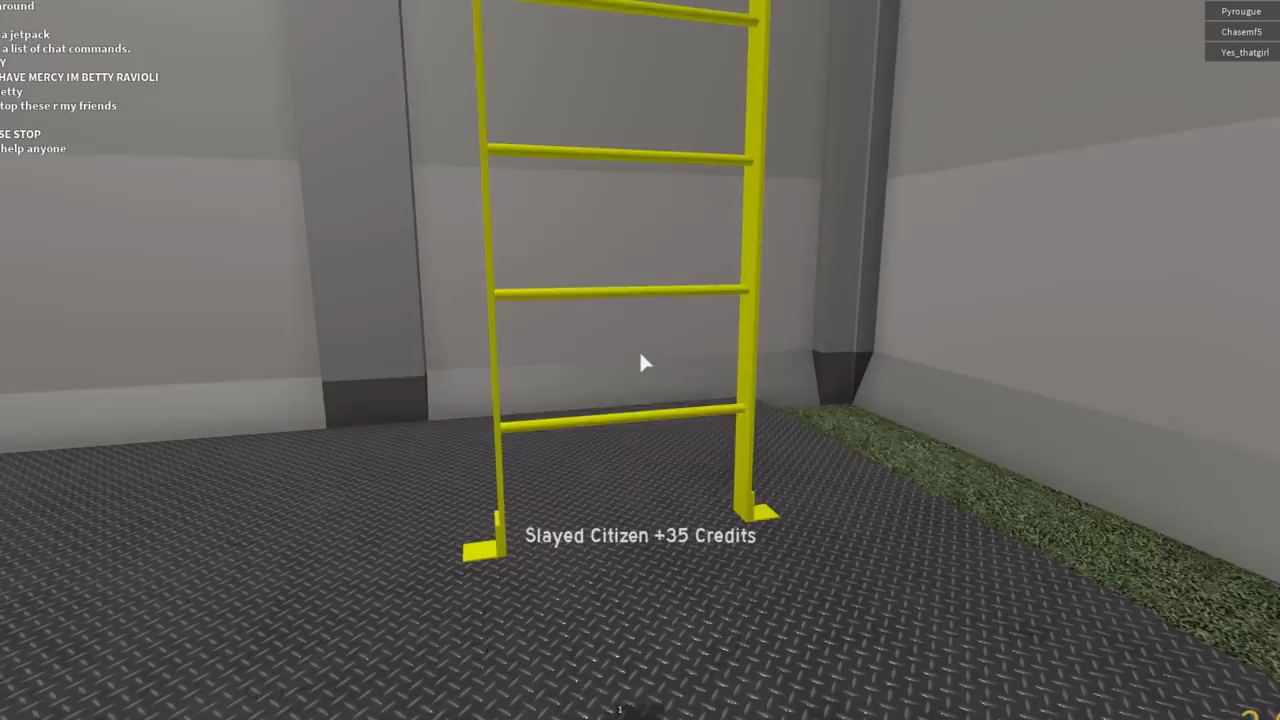 around
a jetpack
a list of chat commands.
Y
HAVE MERCY IM BETTY RAVIOLI
etty
top these r my friends
SE STOP
help anyone
Pyrougue
Chasemf5
Yes_thatgirl
Slayed Citizen +35 Credits
1